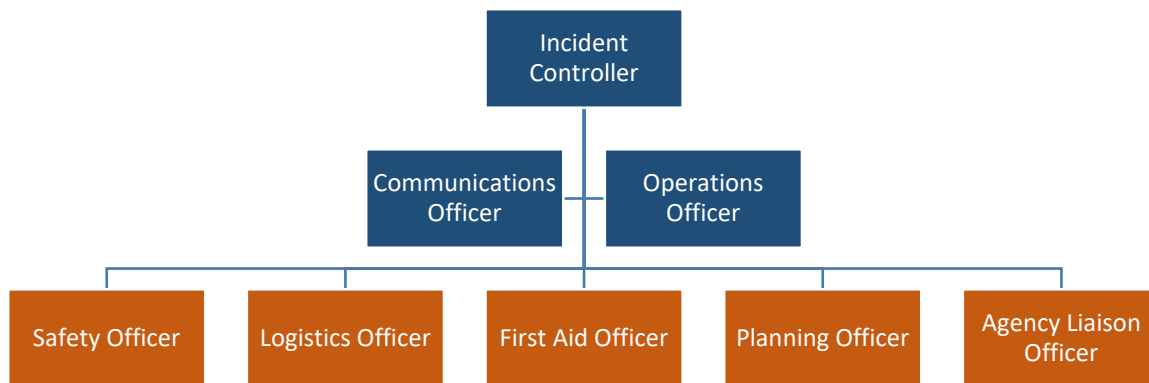 Incident
Controller
Communications
Officer
Operations
Officer
Safety Officer
Logistics Officer
First Aid Officer
Planning Officer
Agency Liaison
Officer